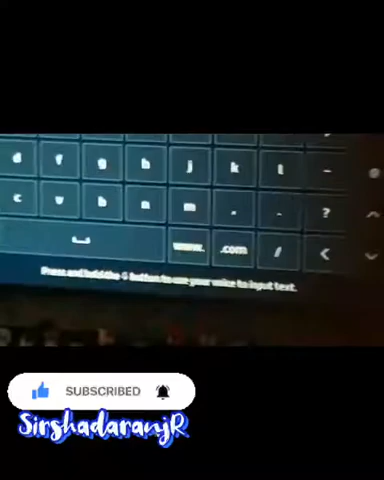 d f g h j k l -
c v b n m , . ?
www. .com / <
Press and hold the button to use your voice to input text.
SUBSCRIBED
SirshadaranjR